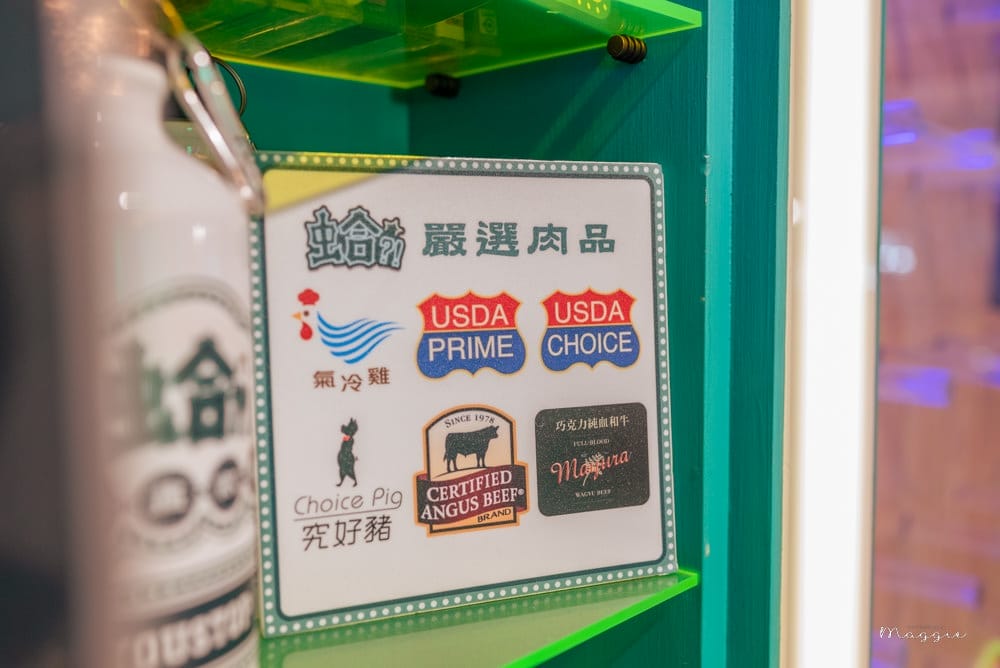 蛤?! 嚴選肉品
氣冷雞
USDA
PRIME
USDA
CHOICE
Choice Pig
究好豬
SINCE 1978
CERTIFIED
ANGUS BEEF®
BRAND
巧克力純血和牛
FULL-BLOOD
Mayura
WAGYU BEEF
蛤
Maggie